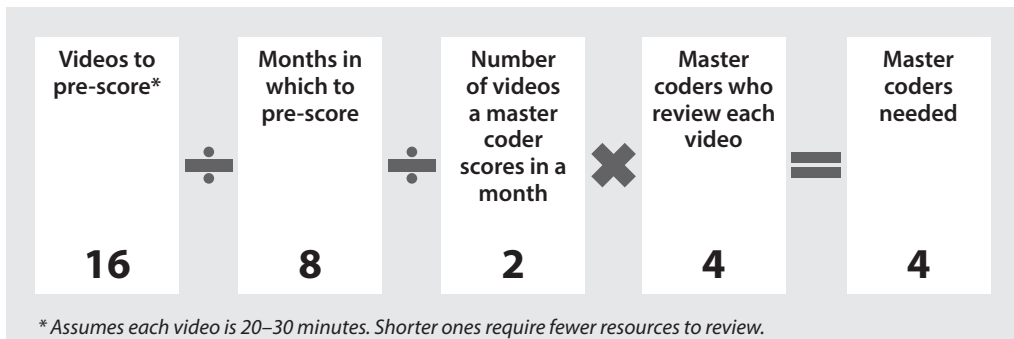 Videos to
pre-score*
Months in
which to
pre-score
Number
of videos
a master
coder
scores in a
month
Master
coders who
review each
video
Master
coders
needed
16
÷
8
÷
2
×
4
=
4
* Assumes each video is 20–30 minutes. Shorter ones require fewer resources to review.